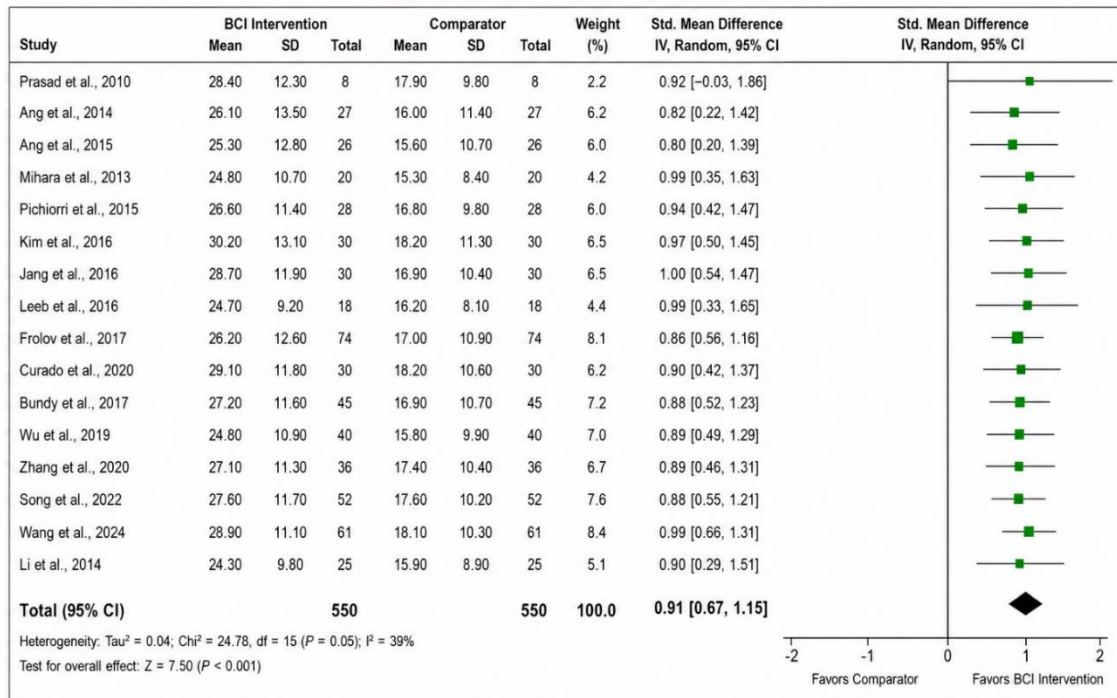 BCI Intervention Comparator Weight Std. Mean Difference Std. Mean Difference
Study Mean SD Total Mean SD Total (%) IV, Random, 95% CI IV, Random, 95% CI
Prasad et al., 2010 28.40 12.30 8 17.90 9.80 8 2.2 0.92 [−0.03, 1.86]
Ang et al., 2014 26.10 13.50 27 16.00 11.40 27 6.2 0.82 [0.22, 1.42]
Ang et al., 2015 25.30 12.80 26 15.60 10.70 26 6.0 0.80 [0.20, 1.39]
Mihara et al., 2013 24.80 10.70 20 15.30 8.40 20 4.2 0.99 [0.35, 1.63]
Pichiorri et al., 2015 26.60 11.40 28 16.80 9.80 28 6.0 0.94 [0.42, 1.47]
Kim et al., 2016 30.20 13.10 30 18.20 11.30 30 6.5 0.97 [0.50, 1.45]
Jang et al., 2016 28.70 11.90 30 16.90 10.40 30 6.5 1.00 [0.54, 1.47]
Leeb et al., 2016 24.70 9.20 18 16.20 8.10 18 4.4 0.99 [0.33, 1.65]
Frolov et al., 2017 26.20 12.60 74 17.00 10.90 74 8.1 0.86 [0.56, 1.16]
Curado et al., 2020 29.10 11.80 30 18.20 10.60 30 6.2 0.90 [0.42, 1.37]
Bundy et al., 2017 27.20 11.60 45 16.90 10.70 45 7.2 0.88 [0.52, 1.23]
Wu et al., 2019 24.80 10.90 40 15.80 9.90 40 7.0 0.89 [0.49, 1.29]
Zhang et al., 2020 27.10 11.30 36 17.40 10.40 36 6.7 0.89 [0.46, 1.31]
Song et al., 2022 27.60 11.70 52 17.60 10.20 52 7.6 0.88 [0.55, 1.21]
Wang et al., 2024 28.90 11.10 61 18.10 10.30 61 8.4 0.99 [0.66, 1.31]
Li et al., 2014 24.30 9.80 25 15.90 8.90 25 5.1 0.90 [0.29, 1.51]
Total (95% CI) 550 550 100.0 0.91 [0.67, 1.15]
Heterogeneity: Tau² = 0.04; Chi² = 24.78, df = 15 (P = 0.05); I² = 39%
Test for overall effect: Z = 7.50 (P < 0.001)
-2 -1 0 1 2
Favors Comparator Favors BCI Intervention